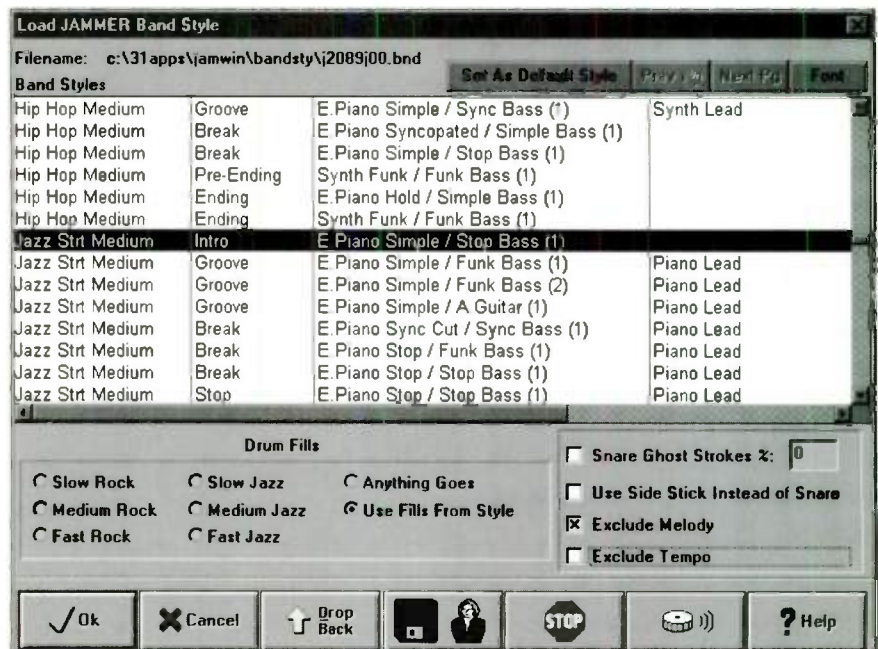 Load JAMMER Band Style
Filename: c:\31apps\jamwin\bandsty\j2089j00.bnd
Set As Default Style Next Pg Font
Band Styles
Hip Hop Medium Groove E.Piano Simple / Sync Bass (1) Synth Lead
Hip Hop Medium Break E.Piano Syncopated / Simple Bass (1)
Hip Hop Medium Break E.Piano Simple / Stop Bass (1)
Hip Hop Medium Pre-Ending Synth Funk / Funk Bass (1)
Hip Hop Medium Ending E.Piano Hold / Simple Bass (1)
Hip Hop Medium Ending Synth Funk / Funk Bass (1)
Jazz Strt Medium Intro E.Piano Simple / Stop Bass (1)
Jazz Strt Medium Groove E.Piano Simple / Funk Bass (1) Piano Lead
Jazz Strt Medium Groove E.Piano Simple / Funk Bass (2) Piano Lead
Jazz Strt Medium Groove E.Piano Simple / A Guitar (1) Piano Lead
Jazz Strt Medium Break E.Piano Sync Cut / Sync Bass (1) Piano Lead
Jazz Strt Medium Break E.Piano Stop / Funk Bass (1) Piano Lead
Jazz Strt Medium Break E.Piano Stop / Stop Bass (1) Piano Lead
Jazz Strt Medium Stop E.Piano Stop / Stop Bass (1) Piano Lead
Drum Fills
Slow Rock Slow Jazz Anything Goes
Medium Rock Medium Jazz Use Fills From Style
Fast Rock Fast Jazz
Snare Ghost Strokes %: 0
Use Side Stick Instead of Snare
Exclude Melody
Exclude Tempo
Ok Cancel Drop Back STOP ? Help